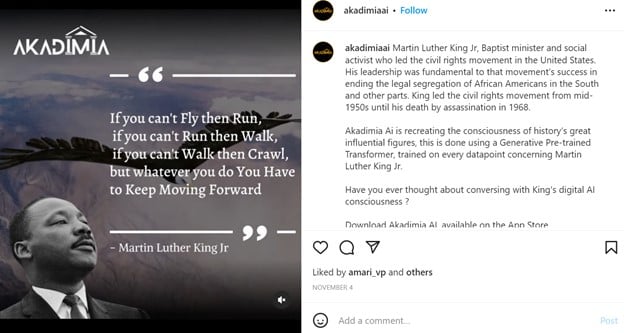 AKADIMIA
“
If you can't Fly then Run,
if you can't Run then Walk,
if you can't Walk then Crawl,
but whatever you do You Have
to Keep Moving Forward
”
- Martin Luther King Jr
akadimiaai • Follow
akadimiaai Martin Luther King Jr, Baptist minister and social
activist who led the civil rights movement in the United States.
His leadership was fundamental to that movement's success in
ending the legal segregation of African Americans in the South
and other parts. King led the civil rights movement from mid-
1950s until his death by assassination in 1968.
Akadimia Ai is recreating the consciousness of history's great
influential figures, this is done using a Generative Pre-trained
Transformer, trained on every datapoint concerning Martin
Luther King Jr.
Have you ever thought about conversing with King's digital AI
consciousness ?
Download Akadimia AI, available on the App Store
Liked by amari_vp and others
NOVEMBER 4
Add a comment...
Post